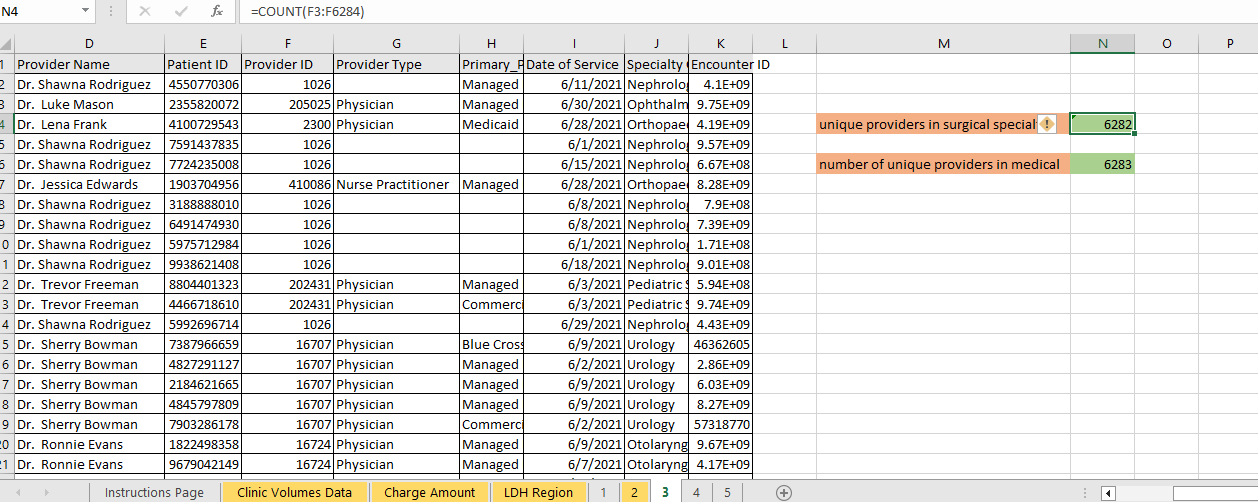 N4 fx =COUNT(F3:F6284)
D E F G H I J K L M N O P
1 Provider Name Patient ID Provider ID Provider Type Primary_P Date of Service Specialty Encounter ID
2 Dr. Shawna Rodriguez 4550770306 1026 Managed 6/11/2021 Nephrolo 4.1E+09
3 Dr. Luke Mason 2355820072 205025 Physician Managed 6/30/2021 Ophthalm 9.75E+09
4 Dr. Lena Frank 4100729543 2300 Physician Medicaid 6/28/2021 Orthopae 4.19E+09 unique providers in surgical special 6282
5 Dr. Shawna Rodriguez 7591437835 1026 6/1/2021 Nephrolo 9.57E+09
6 Dr. Shawna Rodriguez 7724235008 1026 6/15/2021 Nephrolo 6.67E+08 number of unique providers in medical 6283
7 Dr. Jessica Edwards 1903704956 410086 Nurse Practitioner Managed 6/28/2021 Orthopae 8.28E+09
8 Dr. Shawna Rodriguez 3188888010 1026 6/8/2021 Nephrolo 7.9E+08
9 Dr. Shawna Rodriguez 6491474930 1026 6/8/2021 Nephrolo 7.39E+09
0 Dr. Shawna Rodriguez 5975712984 1026 6/1/2021 Nephrolo 1.71E+08
1 Dr. Shawna Rodriguez 9938621408 1026 6/18/2021 Nephrolo 9.01E+08
2 Dr. Trevor Freeman 8804401323 202431 Physician Managed 6/3/2021 Pediatric S 5.94E+08
3 Dr. Trevor Freeman 4466718610 202431 Physician Commerc 6/3/2021 Pediatric S 9.74E+09
4 Dr. Shawna Rodriguez 5992696714 1026 6/29/2021 Nephrolo 4.43E+09
5 Dr. Sherry Bowman 7387966659 16707 Physician Blue Cross 6/9/2021 Urology 46362605
6 Dr. Sherry Bowman 4827291127 16707 Physician Managed 6/2/2021 Urology 2.86E+09
7 Dr. Sherry Bowman 2184621665 16707 Physician Managed 6/9/2021 Urology 6.03E+09
8 Dr. Sherry Bowman 4845797809 16707 Physician Managed 6/9/2021 Urology 8.27E+09
9 Dr. Sherry Bowman 7903286178 16707 Physician Commerc 6/2/2021 Urology 57318770
20 Dr. Ronnie Evans 1822498358 16724 Physician Managed 6/9/2021 Otolaryng 9.67E+09
21 Dr. Ronnie Evans 9679042149 16724 Physician Managed 6/7/2021 Otolaryng 4.17E+09
Instructions Page Clinic Volumes Data Charge Amount LDH Region 1 2 3 4 5